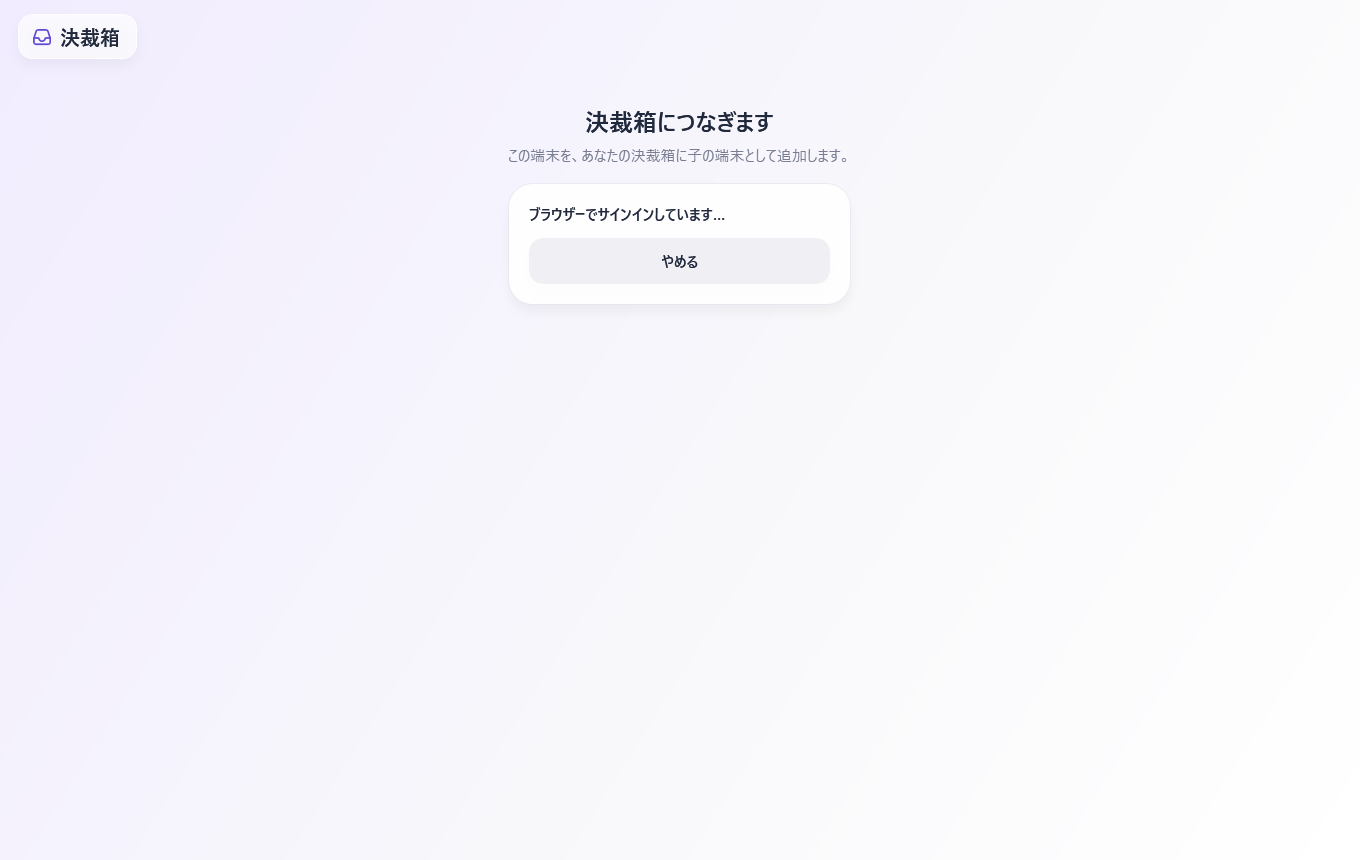 決裁箱
決裁箱につなぎます
この端末を、あなたの決裁箱に子の端末として追加します。
ブラウザーでサインインしています…
やめる